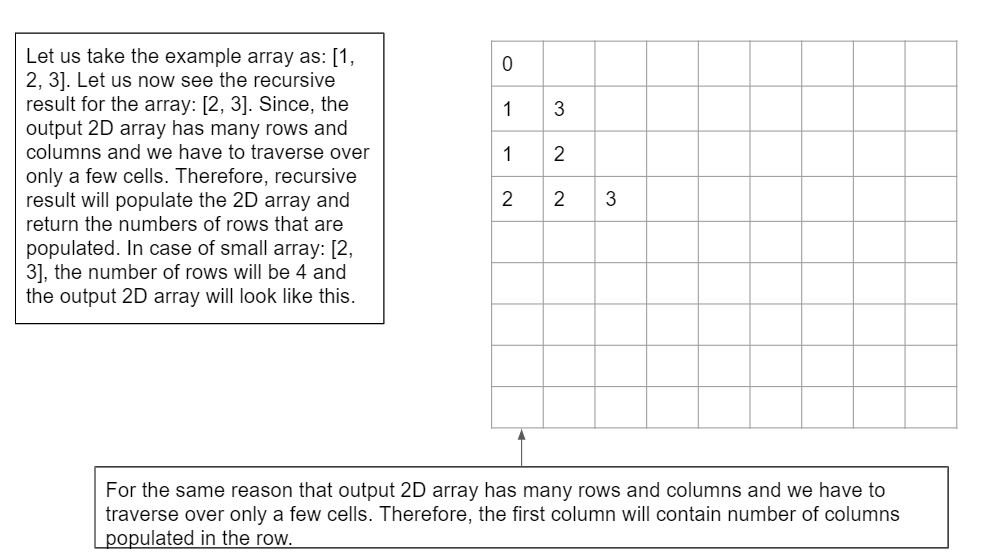 Let us take the example array as: [1,
2, 3]. Let us now see the recursive
result for the array: [2, 3]. Since, the
output 2D array has many rows and
columns and we have to traverse over
only a few cells. Therefore, recursive
result will populate the 2D array and
return the numbers of rows that are
populated. In case of small array: [2,
3], the number of rows will be 4 and
the output 2D array will look like this.
0
1 3
1 2
2 2 3
For the same reason that output 2D array has many rows and columns and we have to
traverse over only a few cells. Therefore, the first column will contain number of columns
populated in the row.